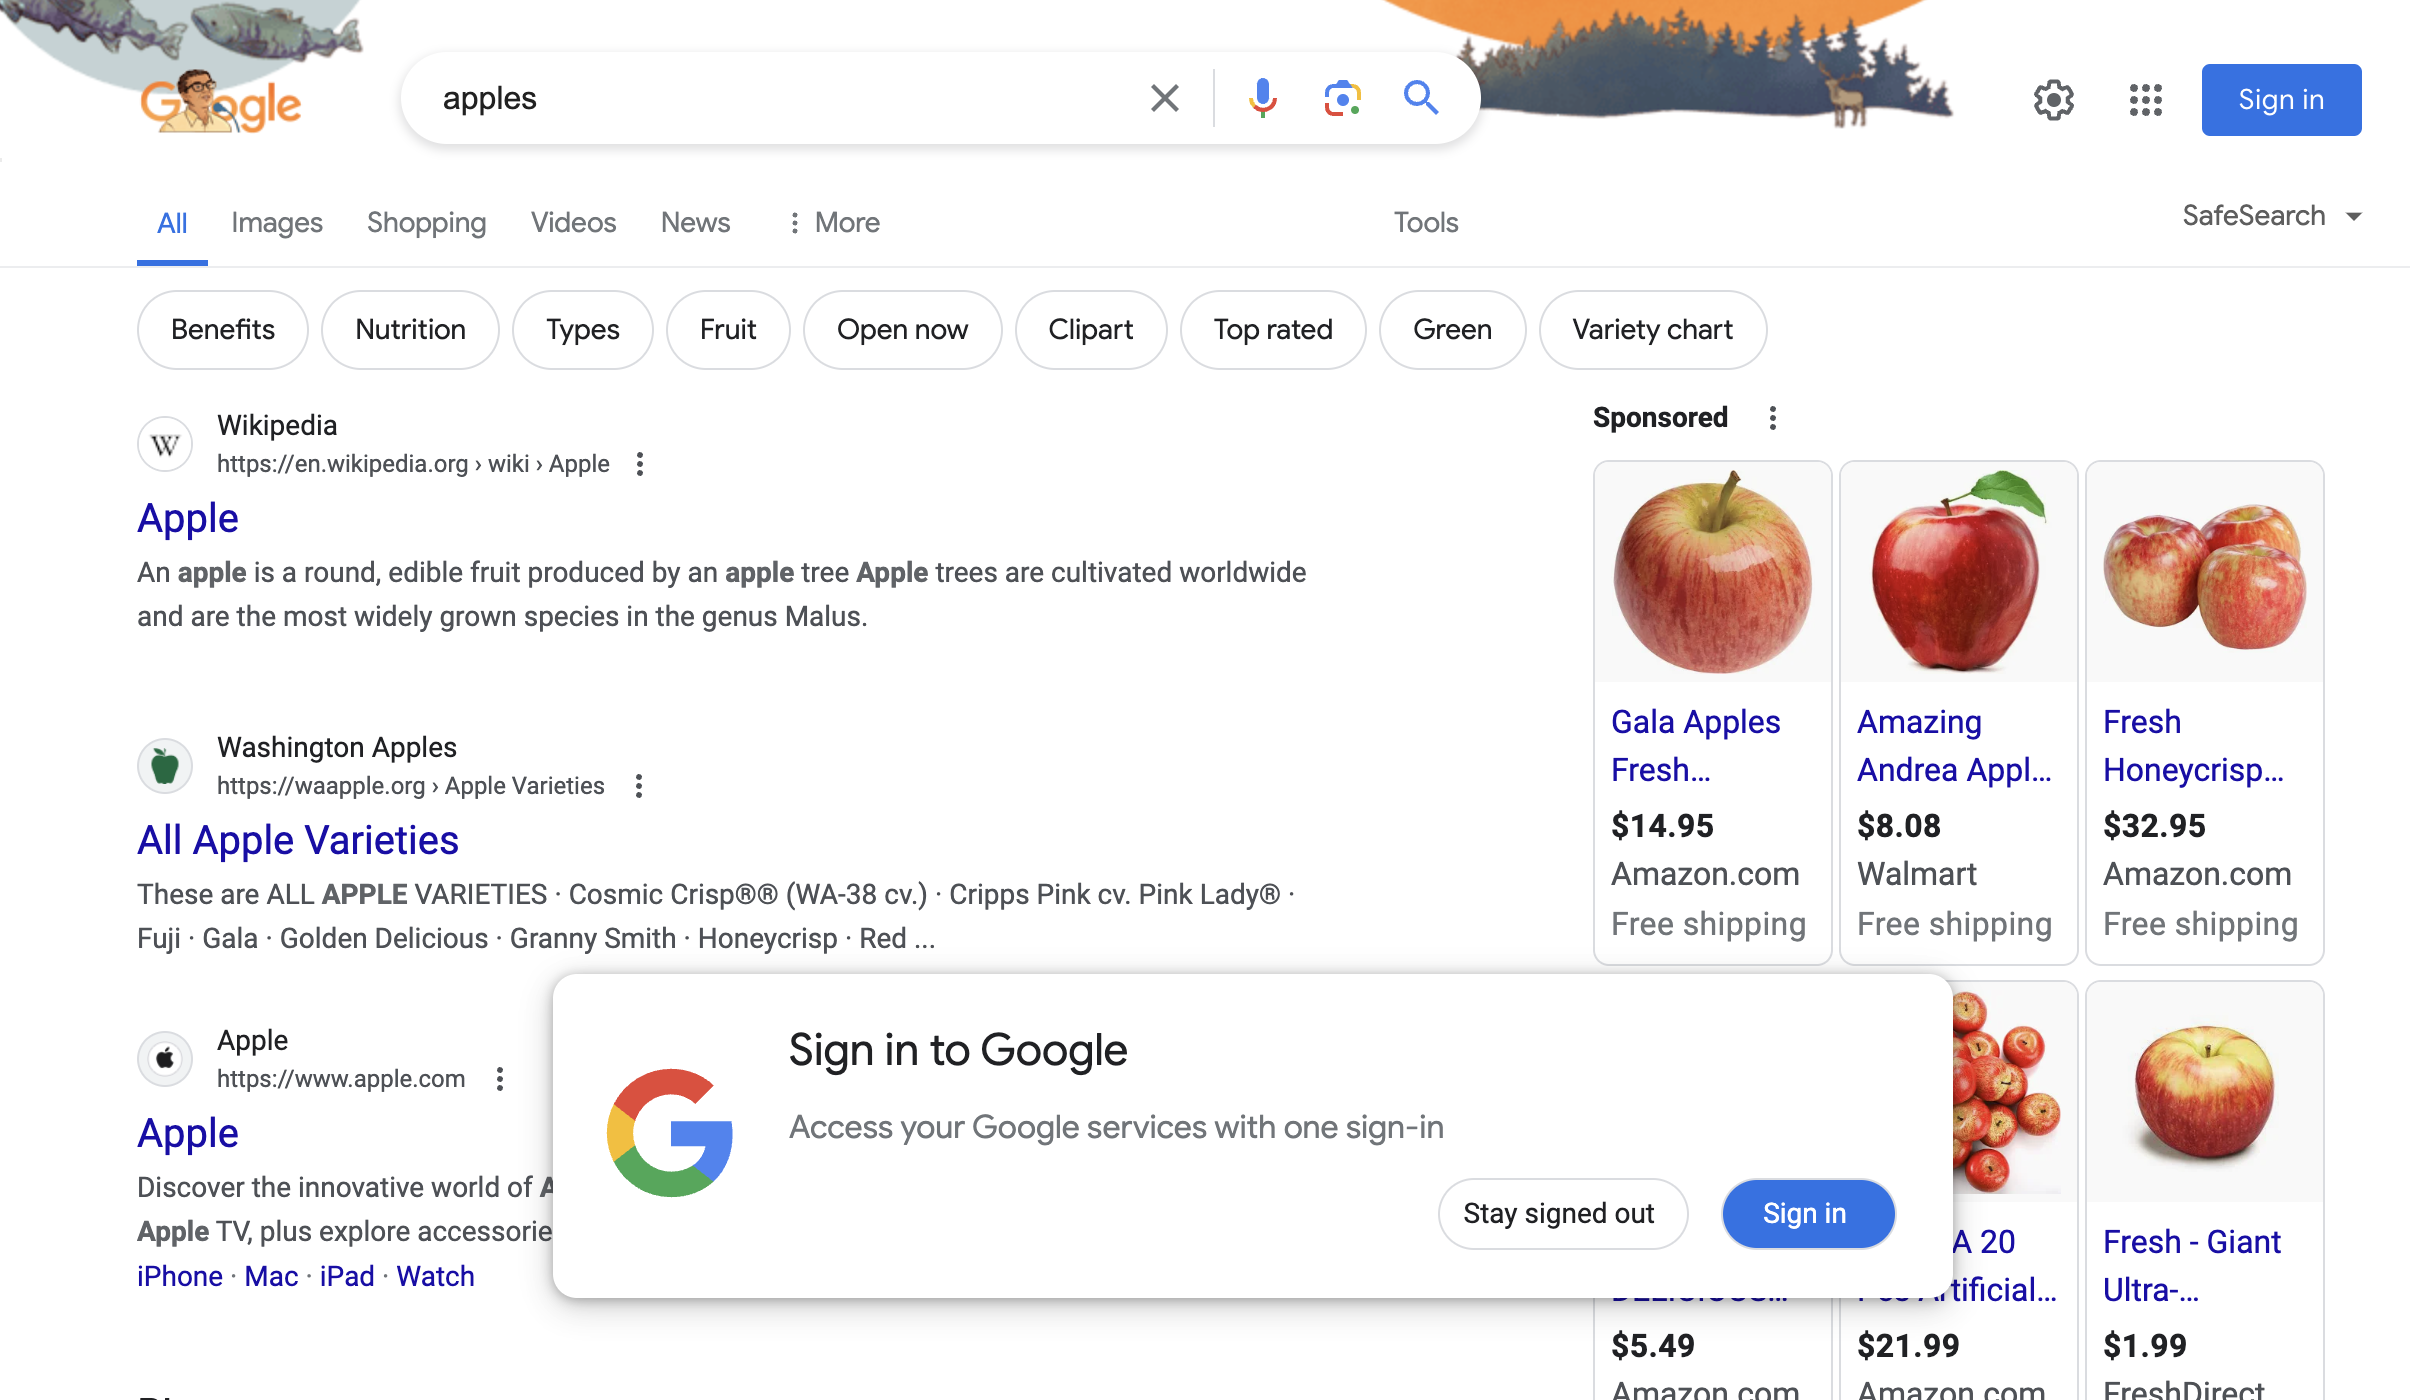 Google
apples
Sign in
All
Images
Shopping
Videos
News
More
Tools
SafeSearch
Benefits
Nutrition
Types
Fruit
Open now
Clipart
Top rated
Green
Variety chart
Wikipedia
https://en.wikipedia.org › wiki › Apple
Apple
An apple is a round, edible fruit produced by an apple tree Apple trees are cultivated worldwide
and are the most widely grown species in the genus Malus.
Washington Apples
https://waapple.org › Apple Varieties
All Apple Varieties
These are ALL APPLE VARIETIES · Cosmic Crisp®® (WA-38 cv.) · Cripps Pink cv. Pink Lady® ·
Fuji · Gala · Golden Delicious · Granny Smith · Honeycrisp · Red ...
Apple
https://www.apple.com
Apple
Discover the innovative world of
Apple TV, plus explore accessorie
iPhone · Mac · iPad · Watch
Sponsored
Gala Apples
Fresh...
$14.95
Amazon.com
Free shipping
Amazing
Andrea Appl...
$8.08
Walmart
Free shipping
Fresh
Honeycrisp...
$32.95
Amazon.com
Free shipping
$5.49
Amazon.com
A 20
tificial...
$21.99
Amazon.com
Fresh - Giant
Ultra-...
$1.99
FreshDirect
Sign in to Google
Access your Google services with one sign-in
Stay signed out
Sign in